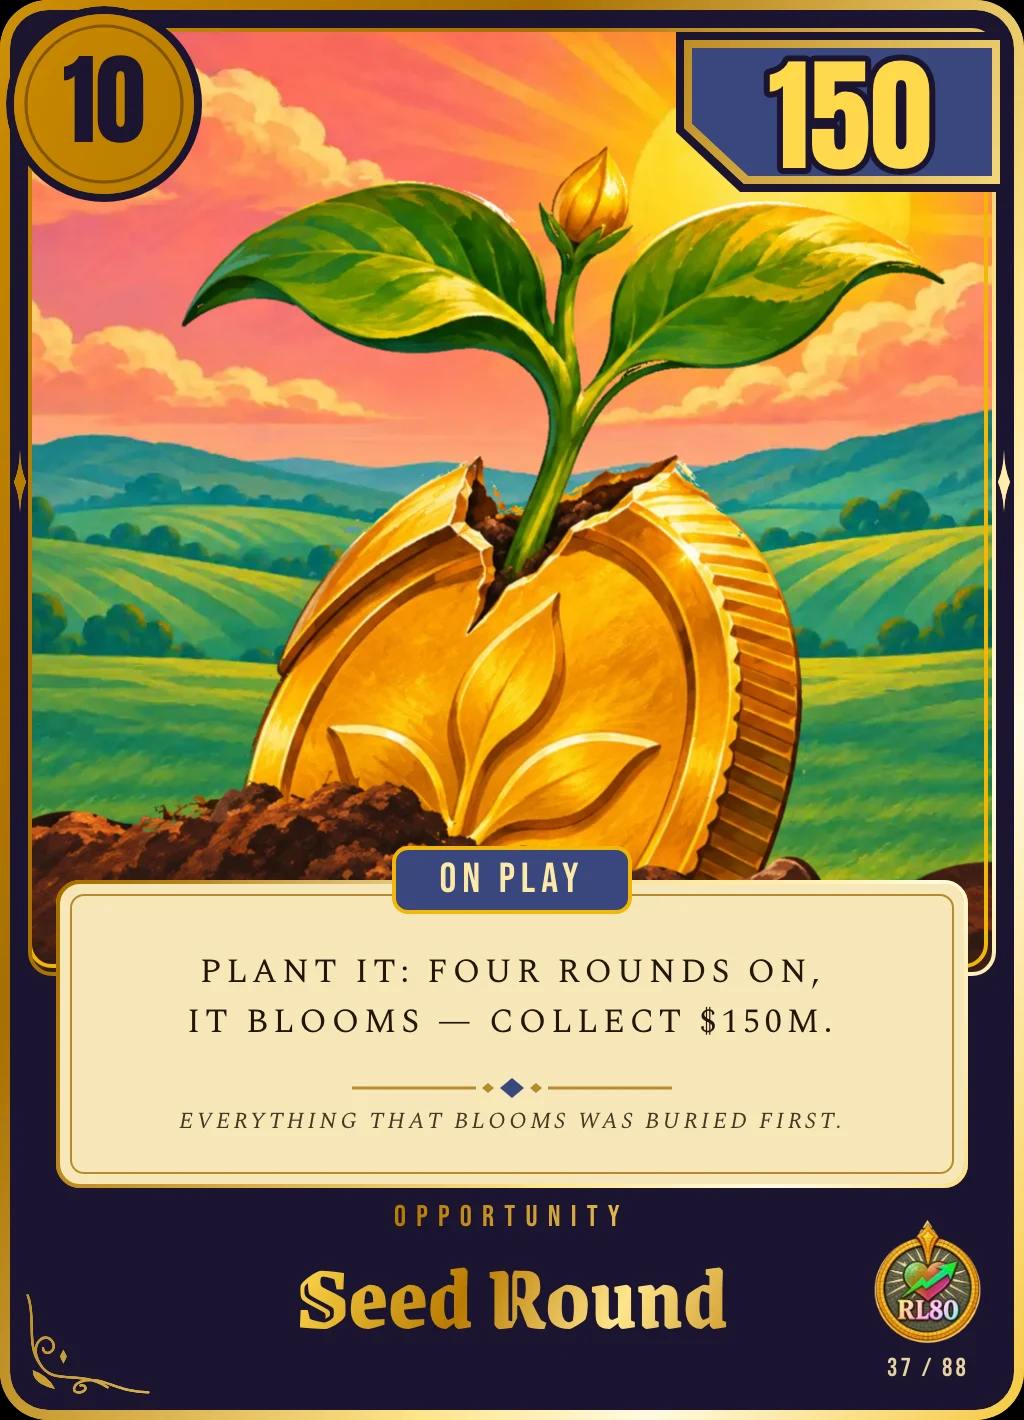 10
150
ON PLAY
PLANT IT: FOUR ROUNDS ON,
IT BLOOMS — COLLECT $150M.
EVERYTHING THAT BLOOMS WAS BURIED FIRST.
OPPORTUNITY
Seed Round
RL80
37 / 88